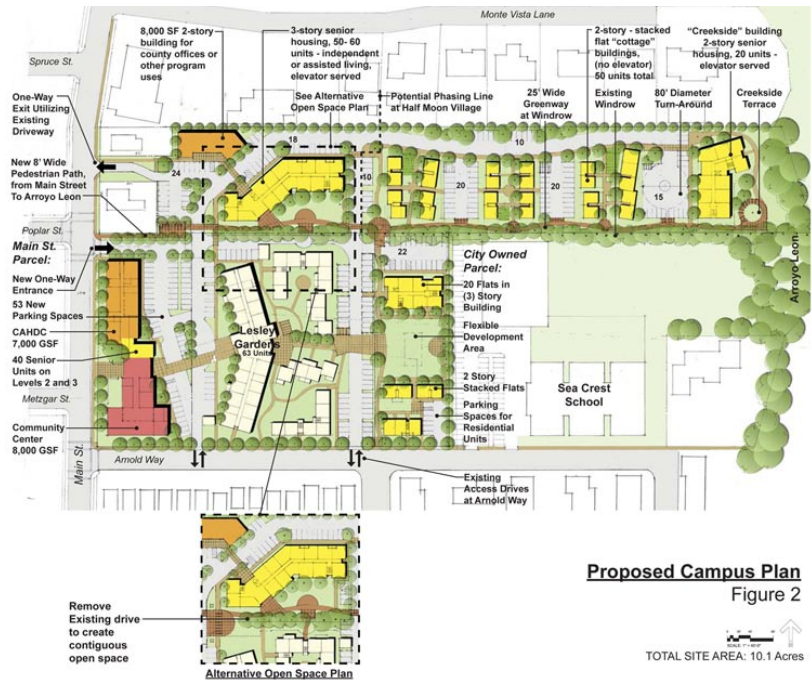 Monte Vista Lane
8,000 SF 2-story
building for
county offices or
other program
uses
3-story senior
housing, 50- 60
units - independent
or assisted living,
elevator served
2-story - stacked
flat “cottage”
buildings,
(no elevator)
50 units total
“Creekside” building
2-story senior
housing, 20 units -
elevator served
Spruce St.
One-Way
Exit Utilizing
Existing
Driveway
See Alternative
Open Space Plan
Potential Phasing Line
at Half Moon Village
25' Wide
Greenway
at Windrow
Existing
Windrow
80' Diameter
Turn-Around
Creekside
Terrace
18
10
24
10
20
20
20
15
New 8' Wide
Pedestrian Path,
from Main Street
To Arroyo Leon
Poplar St.
Main St.
Parcel:
New One-Way
Entrance
53 New
Parking Spaces
CAHDC
7,000 GSF
40 Senior
Units on
Levels 2 and 3
Metzgar St.
Community
Center
8,000 GSF
Main St.
Arnold Way
Lesley
Gardens
63 Units
22
City Owned
Parcel:
20 Flats in
(3) Story
Building
Flexible
Development
Area
2 Story
Stacked Flats
Parking
Spaces for
Residential
Units
Sea Crest
School
Arroyo Leon
Existing
Access Drives
at Arnold Way
Remove
Existing drive
to create
contiguous
open space
Alternative Open Space Plan
Proposed Campus Plan
Figure 2
TOTAL SITE AREA: 10.1 Acres